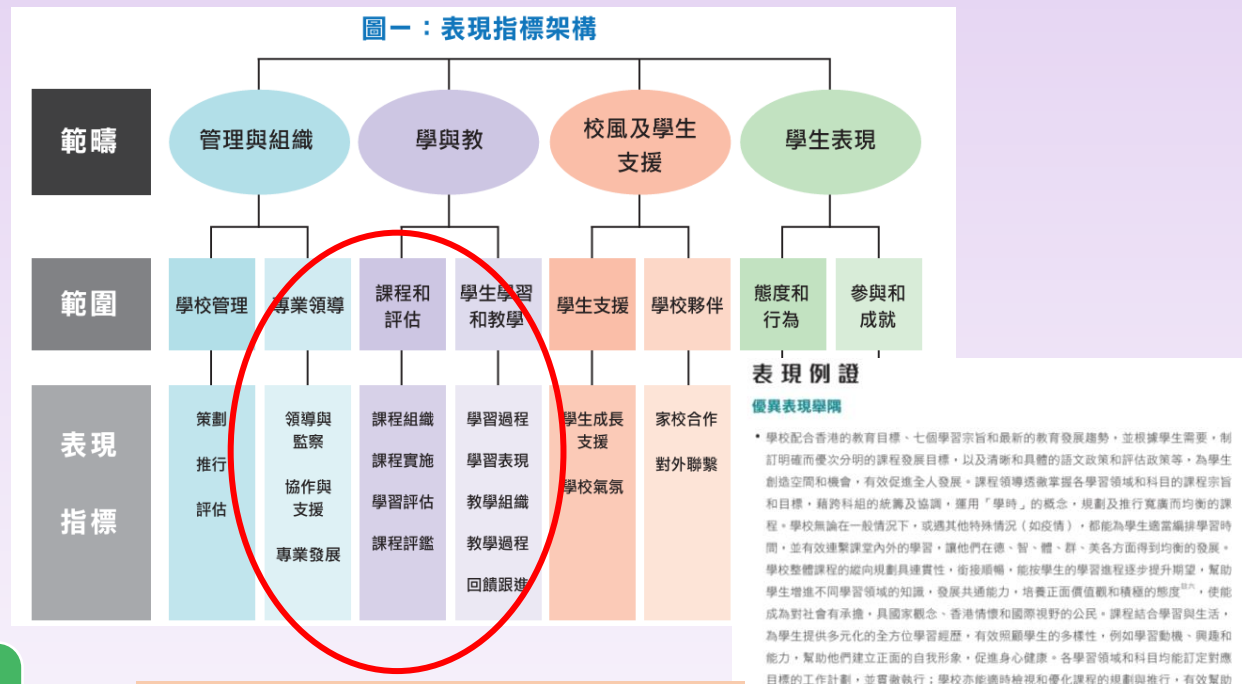 圖一：表現指標架構
範疇
管理與組織
學與教
校風及學生
支援
學生表現
範圍
學校管理
專業領導
課程和
評估
學生學習
和教學
學生支援
學校夥伴
態度和
行為
參與和
成就
表現
指標
策劃
推行
評估
領導與
監察
協作與
支援
專業發展
課程組織
課程實施
學習評估
課程評鑑
學習過程
學習表現
教學組織
教學過程
回饋跟進
學生成長
支援
學校氣氛
家校合作
對外聯繫
表現例證
優異表現舉隅
• 學校配合香港的教育目標、七個學習宗旨和最新的教育發展趨勢，並根據學生需要，制
訂明確而優次分明的課程發展目標，以及清晰和具體的語文政策和評估政策等，為學生
創造空間和機會，有效促進全人發展。課程領導透徹掌握各學習領域和科目的課程宗旨
和目標，藉跨科組的統籌及協調，運用「學時」的概念，規劃及推行寬廣而均衡的課
程。學校無論在一般情況下，或遇其他特殊情況（如疫情），都能為學生適當編排學習時
間，並有效連繫課堂內外的學習，讓他們在德、智、體、群、美各方面得到均衡的發展。
學校整體課程的縱向規劃具連貫性，銜接順暢，能按學生的學習進程逐步提升期望，幫助
學生增進不同學習領域的知識，發展共通能力，培養正面價值觀和積極的態度，使能
成為對社會有承擔，具國家觀念、香港情懷和國際視野的公民。課程結合學習與生活，
為學生提供多元化的全方位學習經歷，有效照顧學生的多樣性，例如學習動機、興趣和
能力，幫助他們建立正面的自我形象，促進身心健康。各學習領域和科目均能訂定對應
目標的工作計劃，並貫徹執行；學校亦能適時檢視和優化課程的規劃與推行，有效幫助